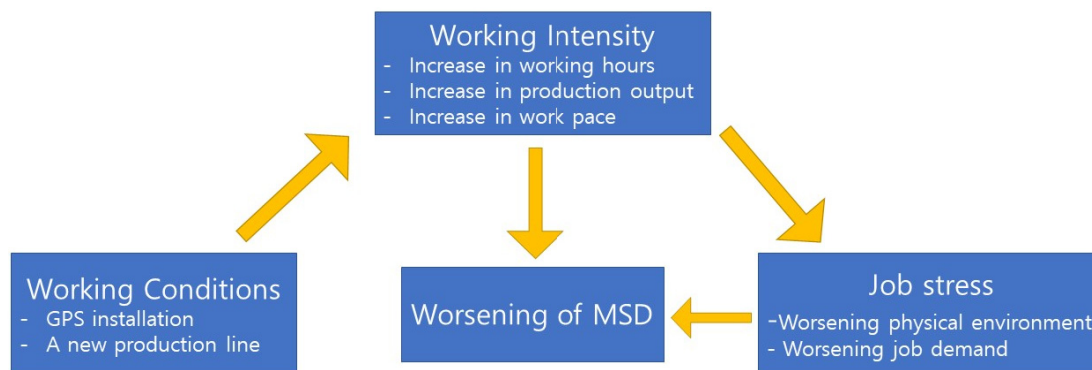 Working Intensity
- Increase in working hours
- Increase in production output
- Increase in work pace
Working Conditions
- GPS installation
- A new production line
Worsening of MSD
Job stress
-Worsening physical environment
- Worsening job demand